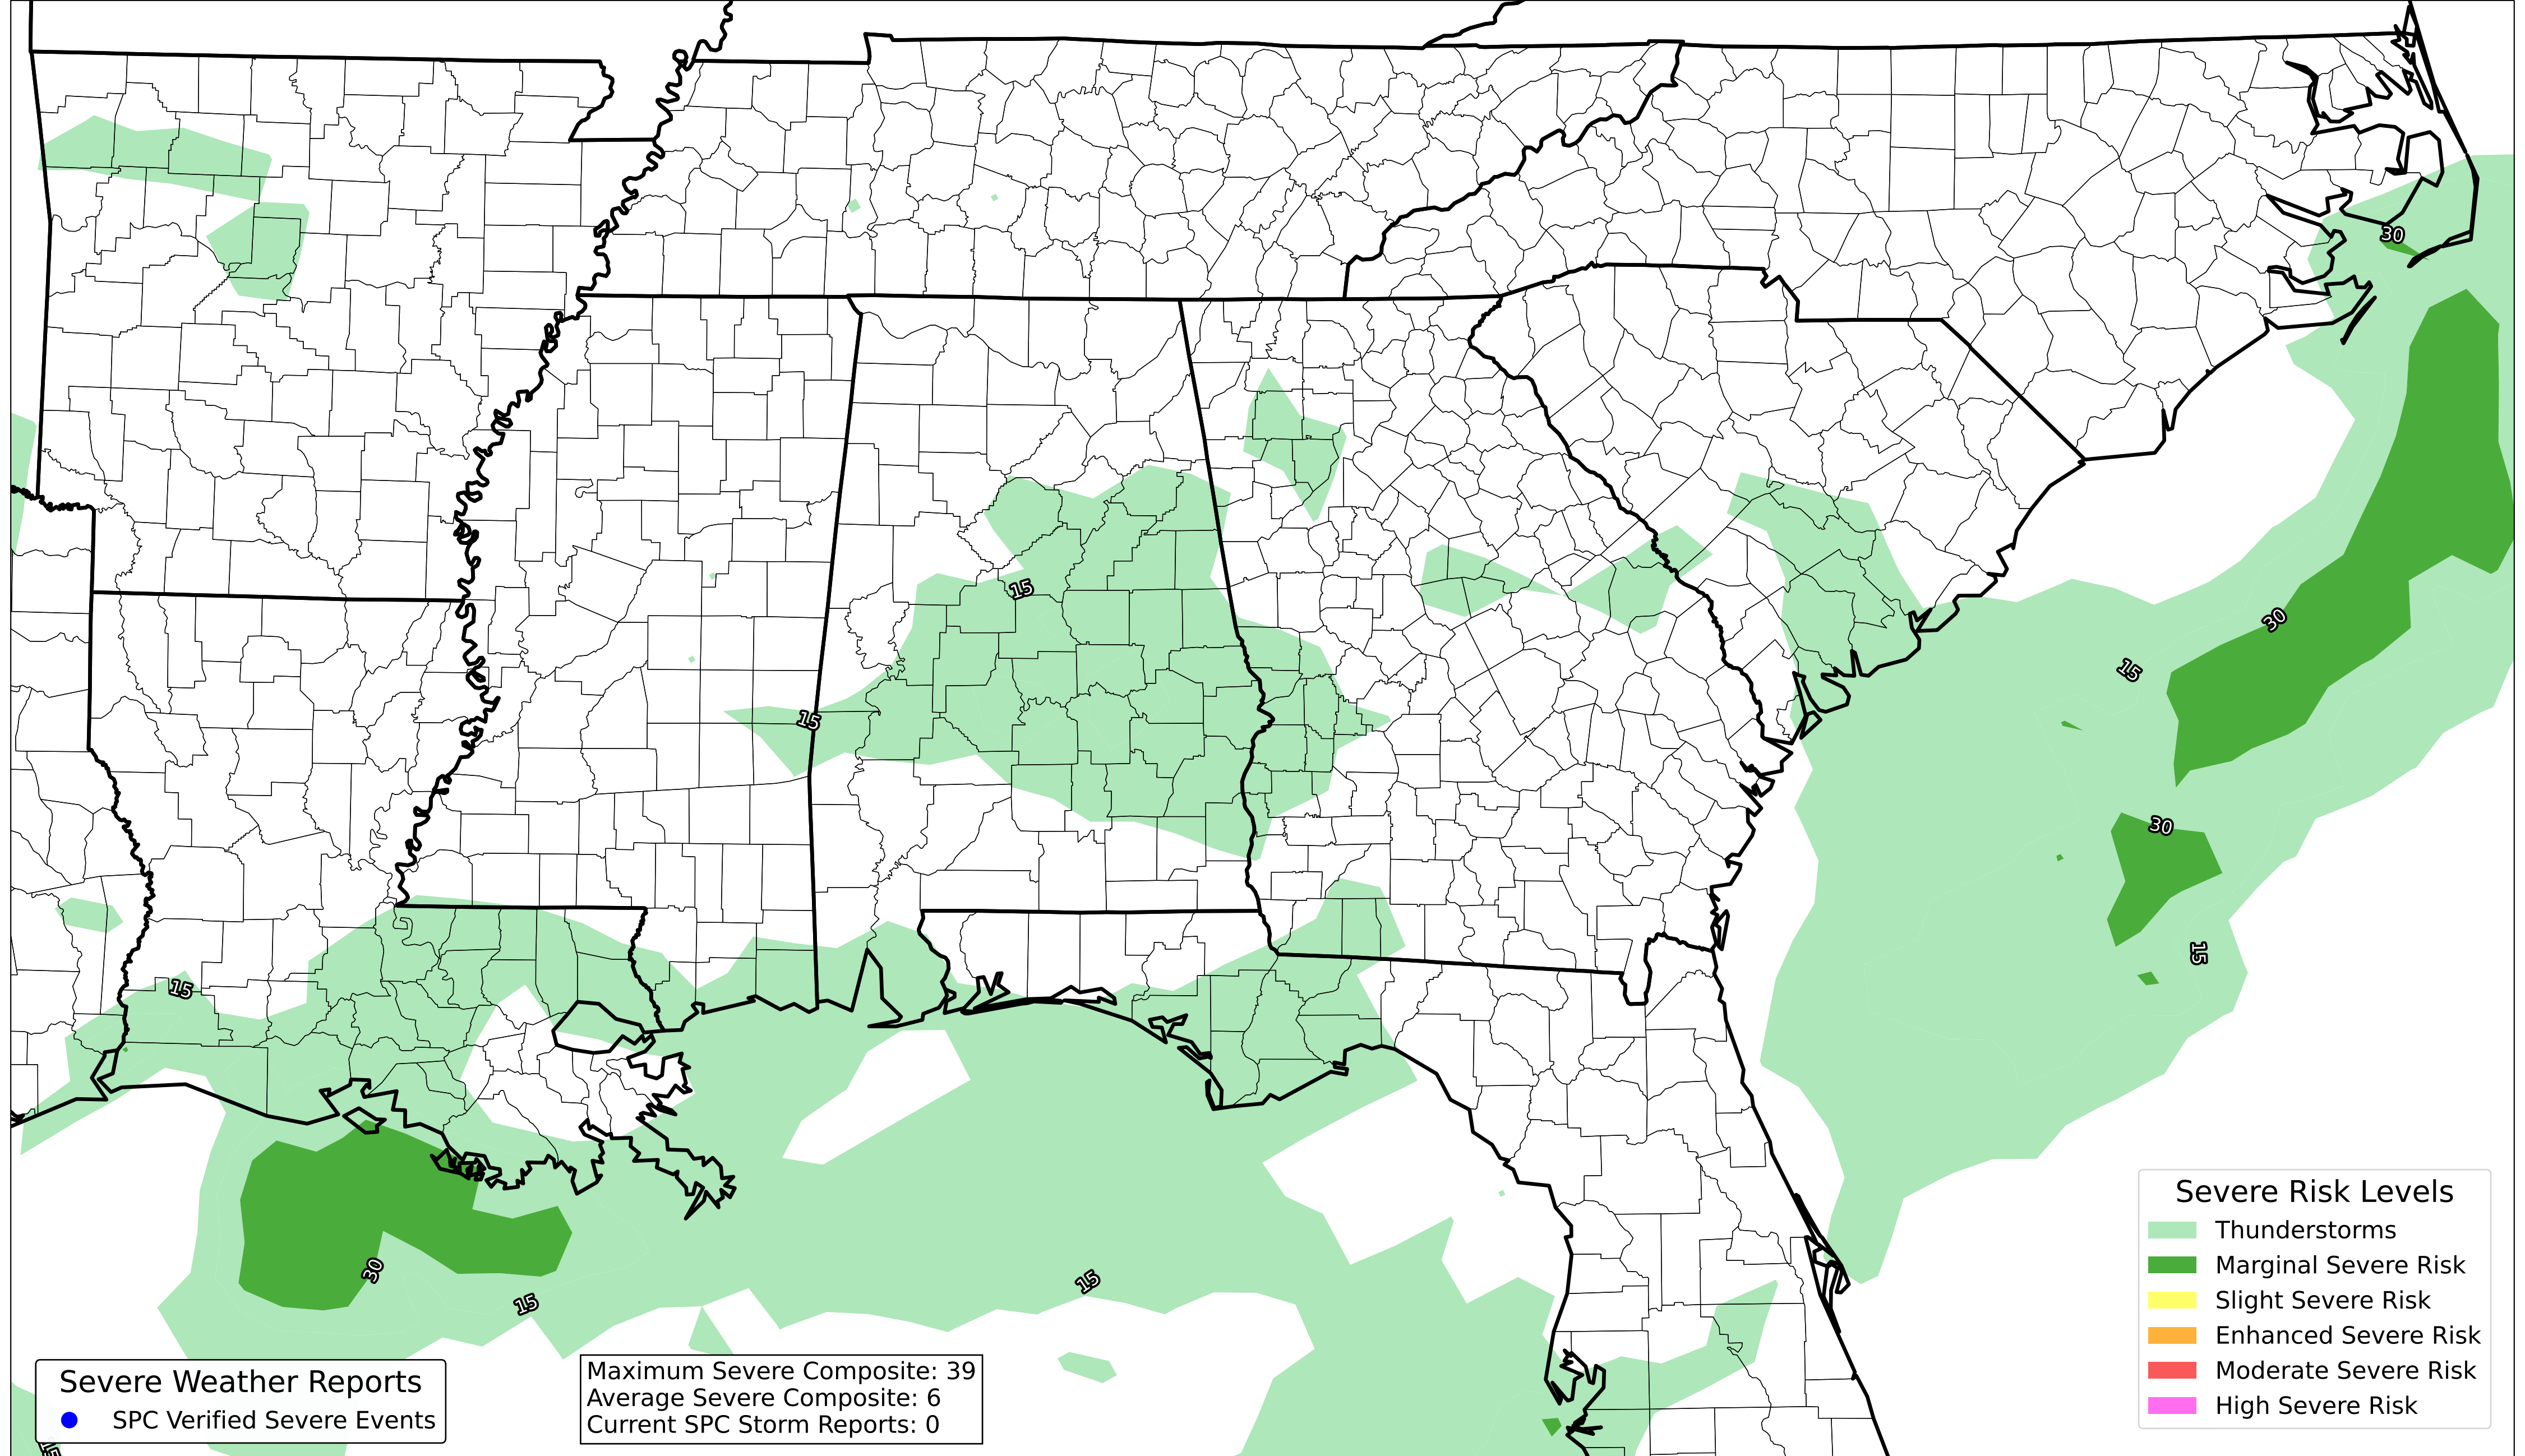 30
15
30
15
15
30
15
15
30
15
15
15
Severe Risk Levels
Thunderstorms
Marginal Severe Risk
Slight Severe Risk
Enhanced Severe Risk
Moderate Severe Risk
High Severe Risk
Severe Weather Reports
SPC Verified Severe Events
Maximum Severe Composite: 39
Average Severe Composite: 6
Current SPC Storm Reports: 0